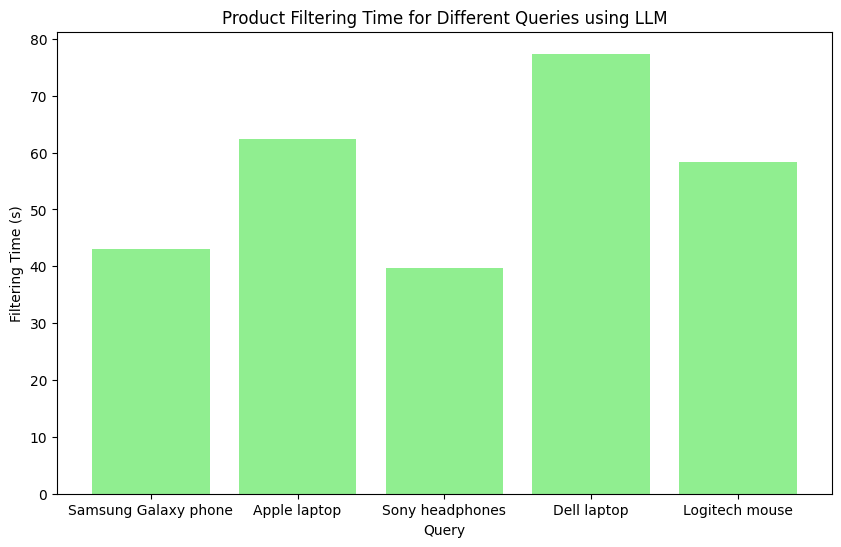 Product Filtering Time for Different Queries using LLM
Filtering Time (s)
80
70
60
50
40
30
20
10
0
Samsung Galaxy phone
Apple laptop
Sony headphones
Dell laptop
Logitech mouse
Query